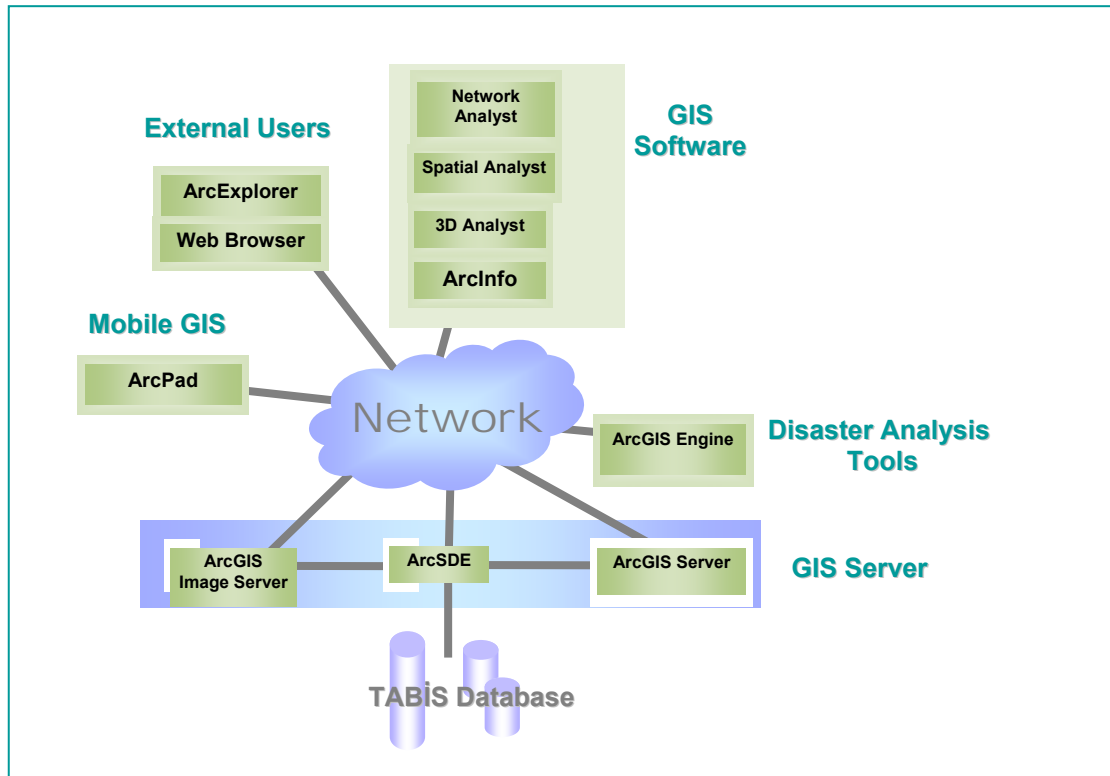 Network
Analyst
GIS
Software
External Users
Spatial Analyst
ArcExplorer
3D Analyst
Web Browser
ArcInfo
Mobile GIS
ArcPad
Network
ArcGIS Engine
Disaster Analysis
Tools
ArcGIS
Image Server
ArcSDE
ArcGIS Server
GIS Server
TABİS Database